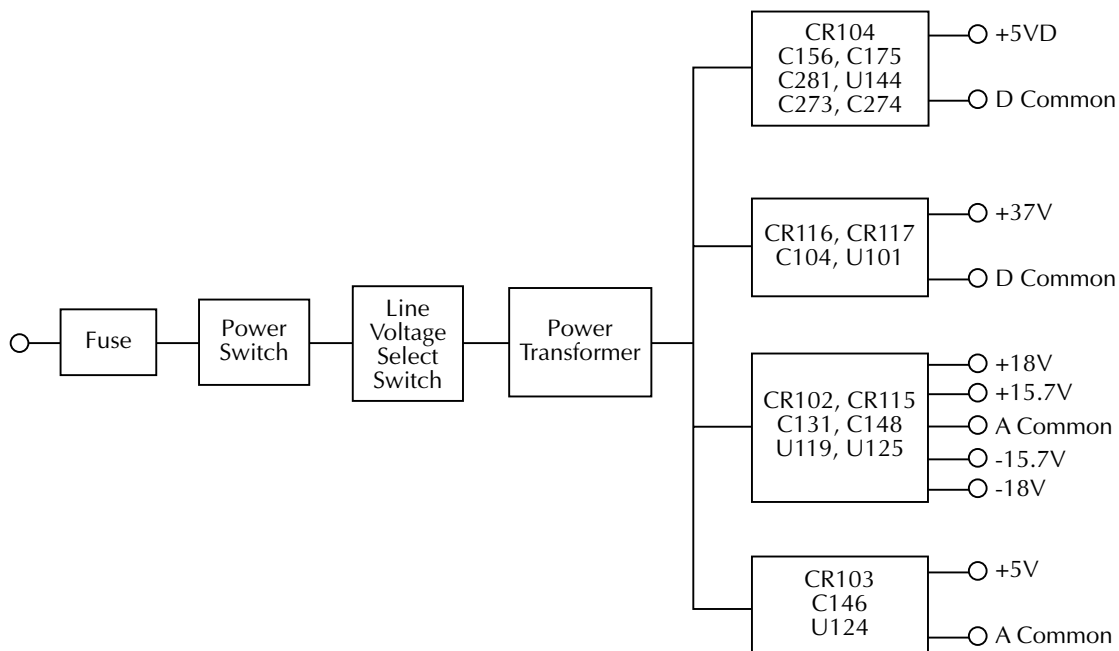 Fuse
Power
Switch
Line
Voltage
Select
Switch
Power
Transformer
CR104
C156, C175
C281, U144
C273, C274
+5VD
D Common
CR116, CR117
C104, U101
+37V
D Common
CR102, CR115
C131, C148
U119, U125
+18V
+15.7V
A Common
-15.7V
-18V
CR103
C146
U124
+5V
A Common